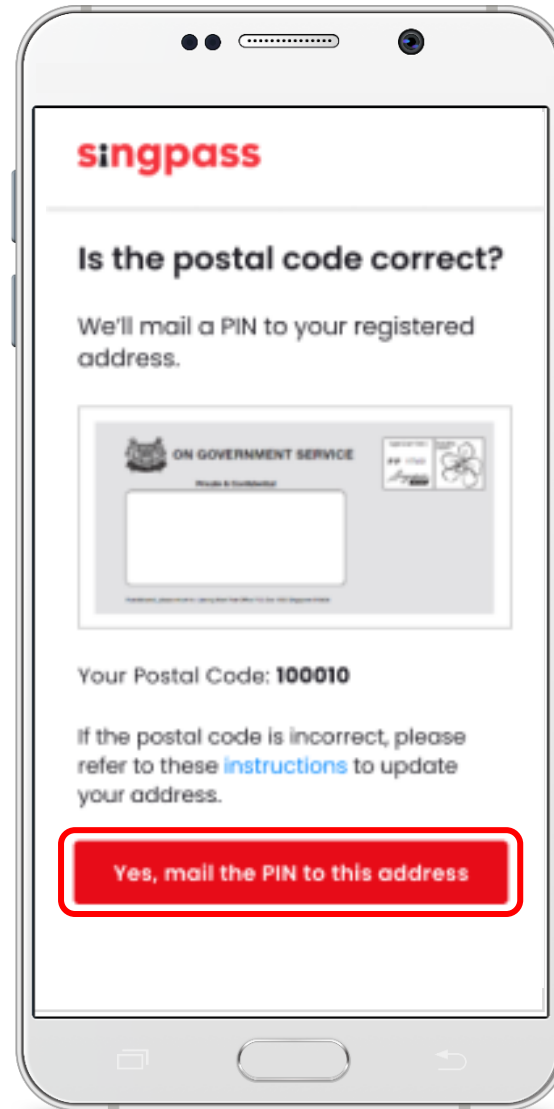 singpass
Is the postal code correct?
We'll mail a PIN to your registered
address.
ON GOVERNMENT SERVICE
Private & Confidential
Your Postal Code: 100010
If the postal code is incorrect, please
refer to these instructions to update
your address.
Yes, mail the PIN to this address